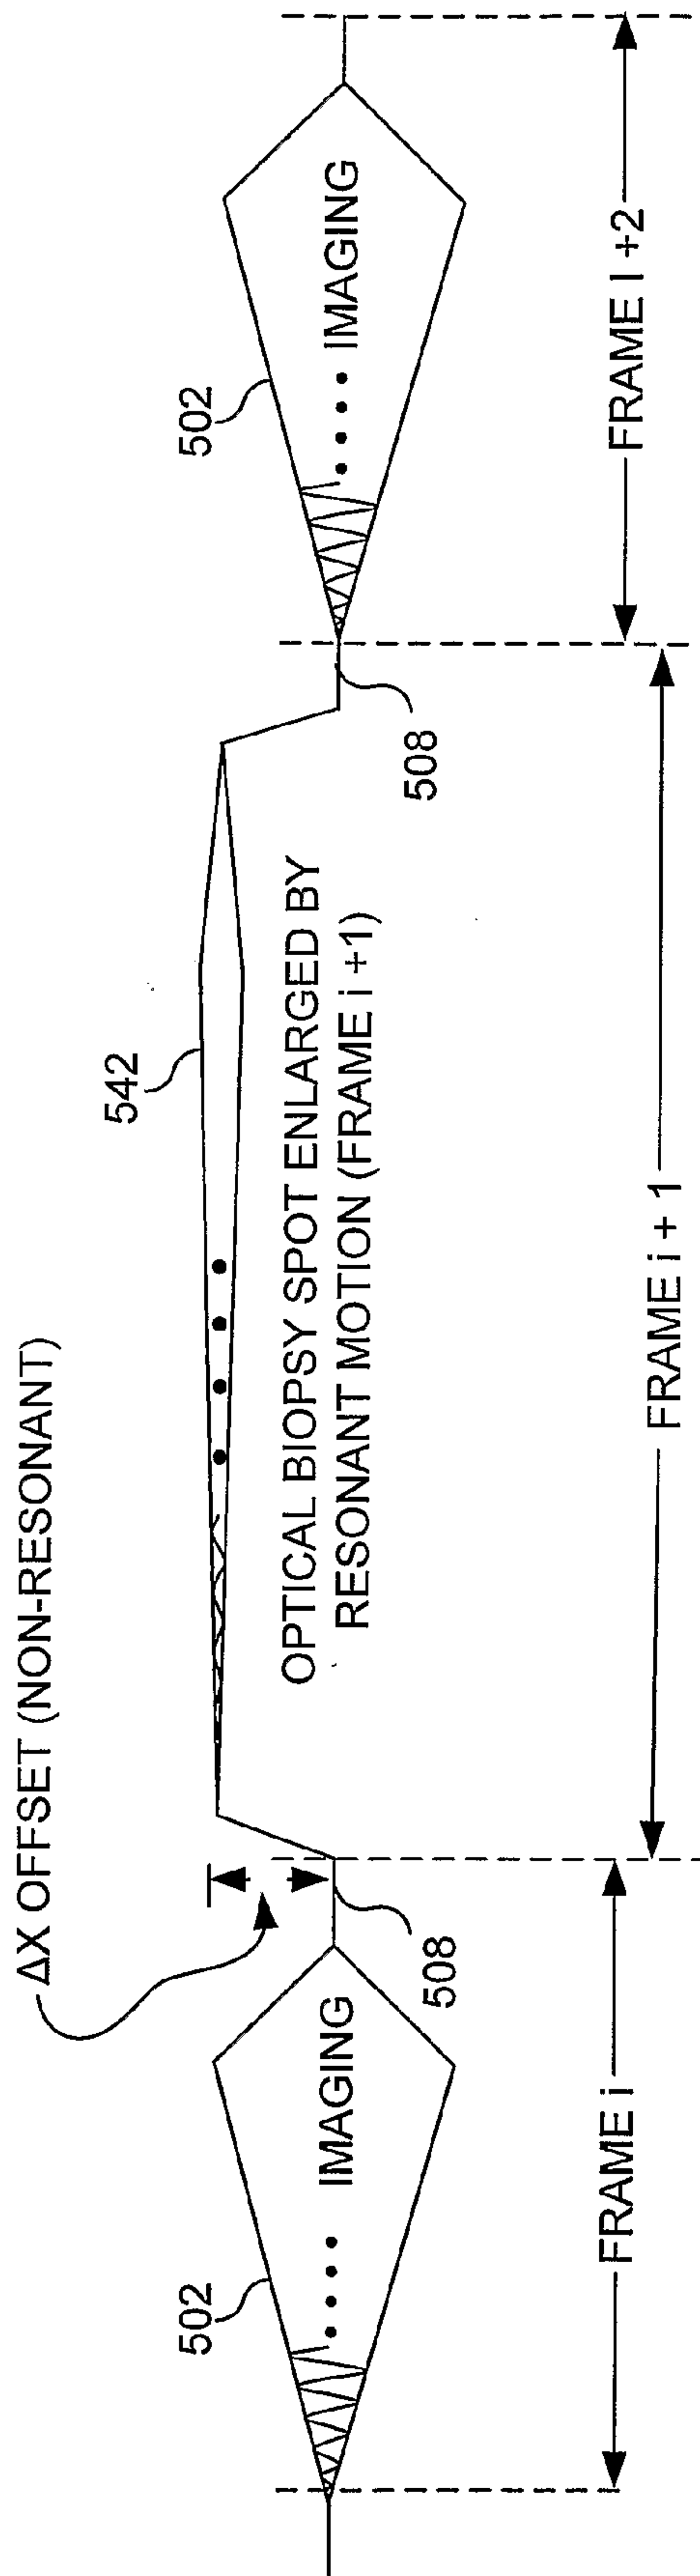 ΔX OFFSET (NON-RESONANT)
502
IMAGING
508
FRAME i
542
OPTICAL BIOPSY SPOT ENLARGED BY
RESONANT MOTION (FRAME i +1)
508
FRAME i + 1
502
IMAGING
FRAME I +2